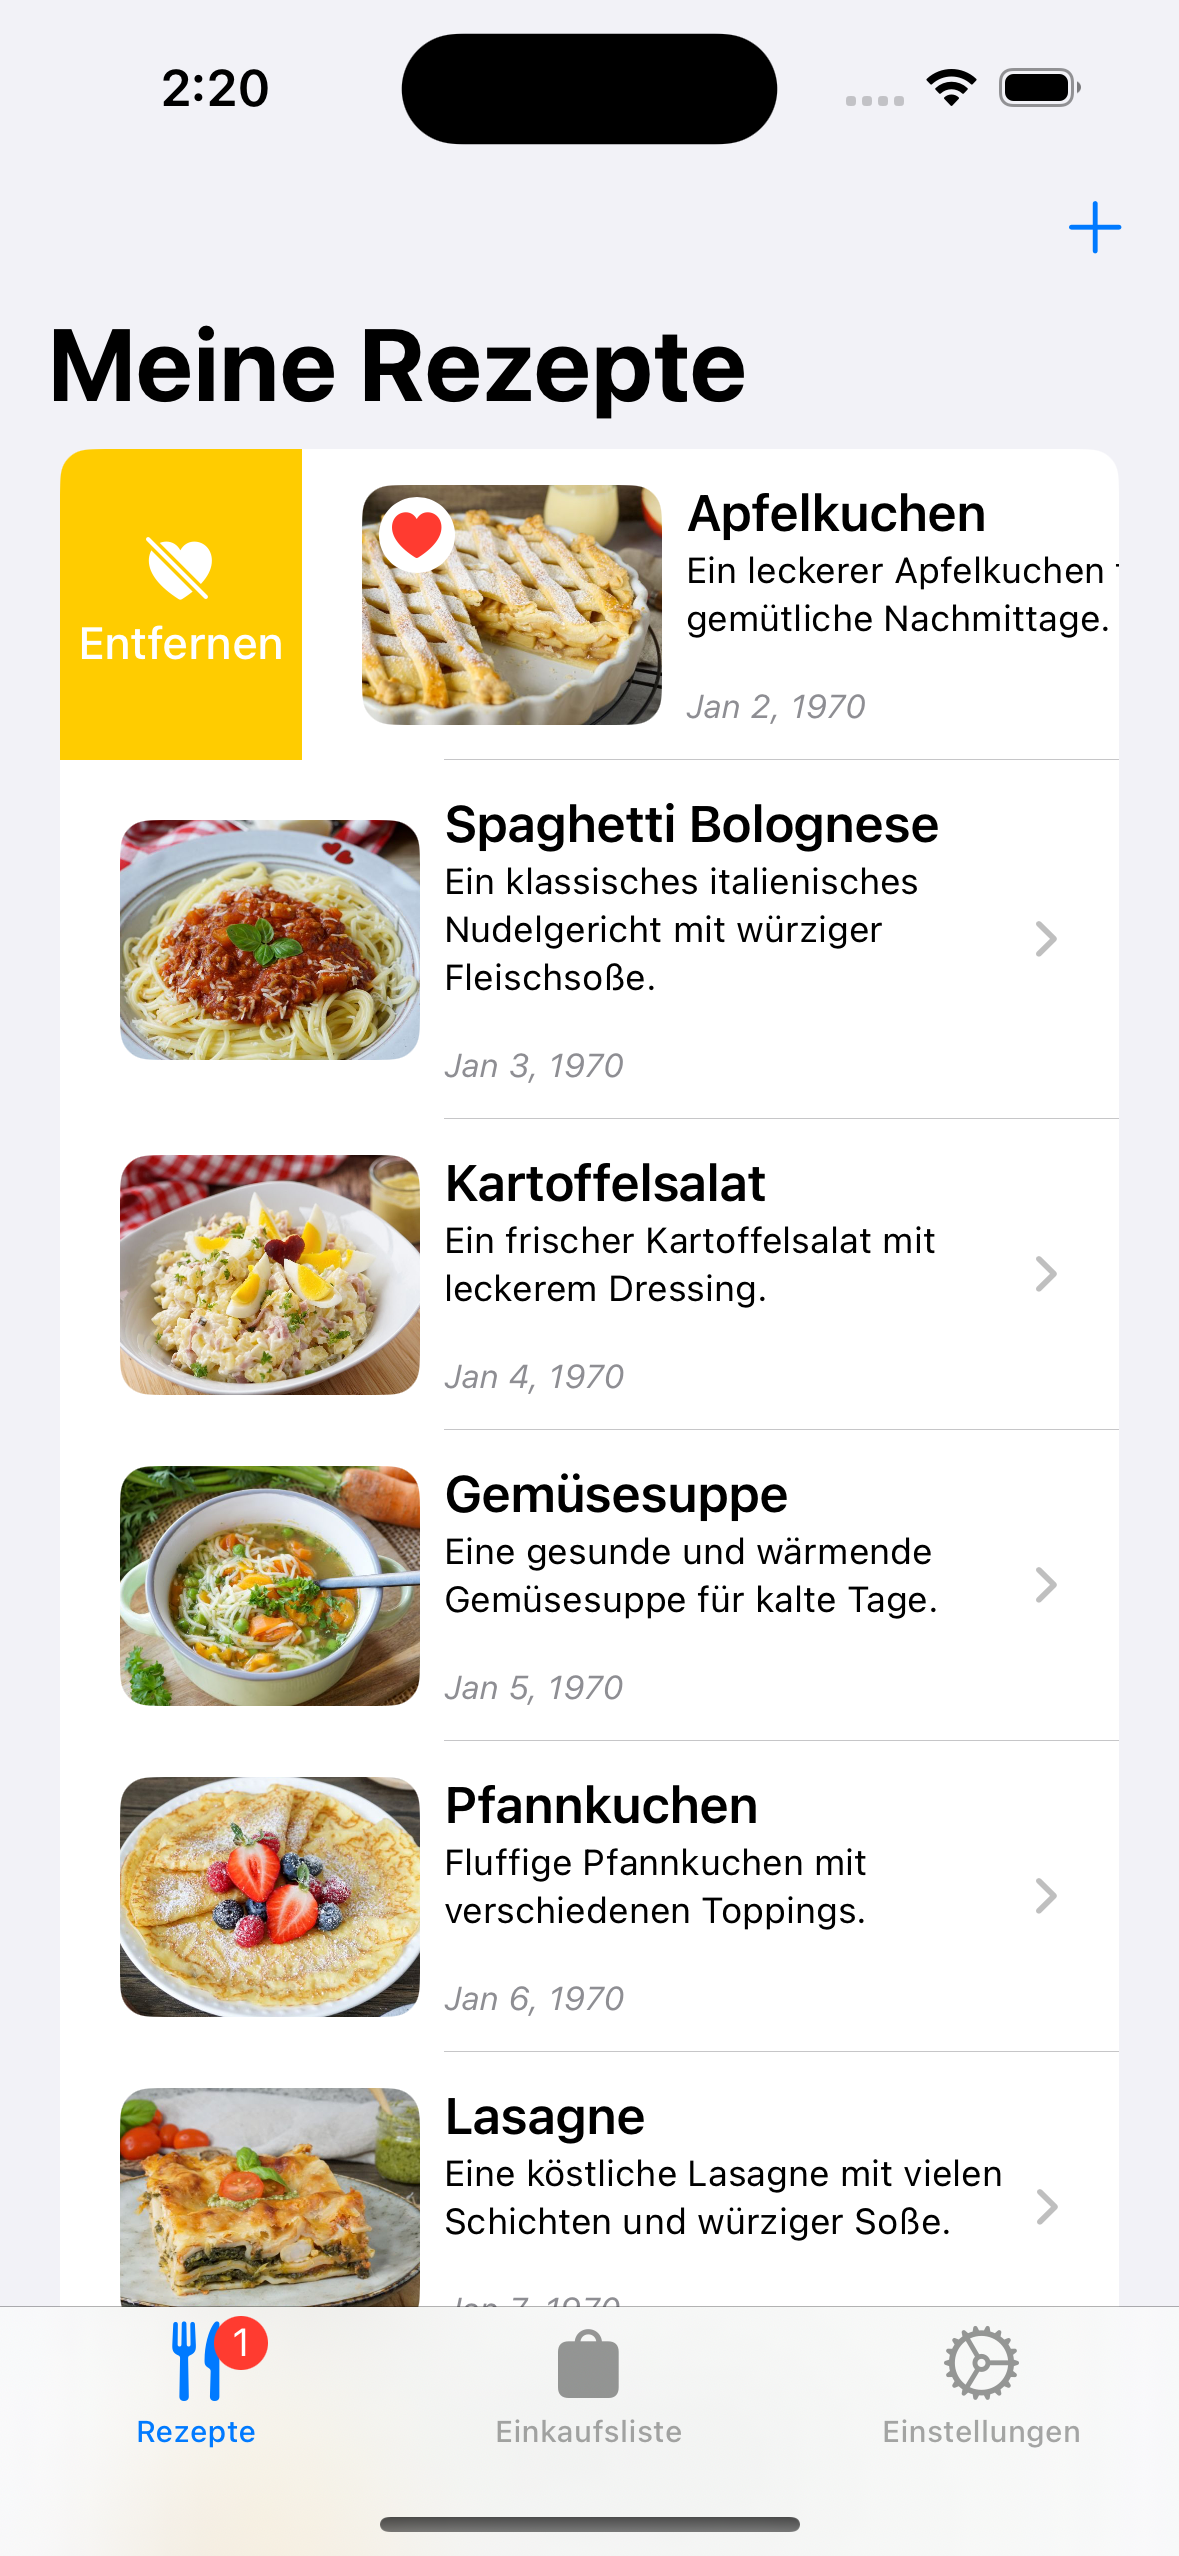 2:20
Meine Rezepte
Entfernen
Apfelkuchen
Ein leckerer Apfelkuchen
gemütliche Nachmittage.
Jan 2, 1970
Spaghetti Bolognese
Ein klassisches italienisches
Nudelgericht mit würziger
Fleischsoße.
Jan 3, 1970
Kartoffelsalat
Ein frischer Kartoffelsalat mit
leckerem Dressing.
Jan 4, 1970
Gemüsesuppe
Eine gesunde und wärmende
Gemüsesuppe für kalte Tage.
Jan 5, 1970
Pfannkuchen
Fluffige Pfannkuchen mit
verschiedenen Toppings.
Jan 6, 1970
Lasagne
Eine köstliche Lasagne mit vielen
Schichten und würziger Soße.
Jan 7, 1970
1
Rezepte
Einkaufsliste
Einstellungen